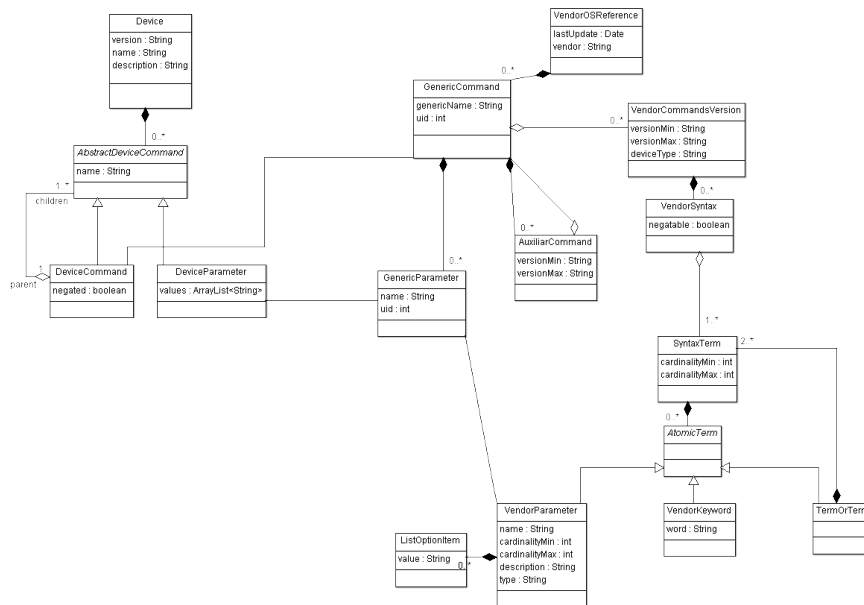 Device
version : String
name : String
description : String
0..*
AbstractDeviceCommand
name : String
1..*
children
1
parent
DeviceCommand
negated : boolean
DeviceParameter
values : ArrayList<String>
VendorOSReference
lastUpdate : Date
vendor : String
0..*
GenericCommand
genericName : String
uid : int
0..*
VendorCommandsVersion
versionMin : String
versionMax : String
deviceType : String
0..*
VendorSyntax
negatable : boolean
0..*
AuxiliarCommand
versionMin : String
versionMax : String
0..*
GenericParameter
name : String
uid : int
1..*
SyntaxTerm
cardinalityMin : int
cardinalityMax : int
2..*
0..*
AtomicTerm
VendorParameter
name : String
cardinalityMin : int
cardinalityMax : int
description : String
type : String
VendorKeyword
word : String
TermOrTerm
ListOptionItem
value : String
0..*